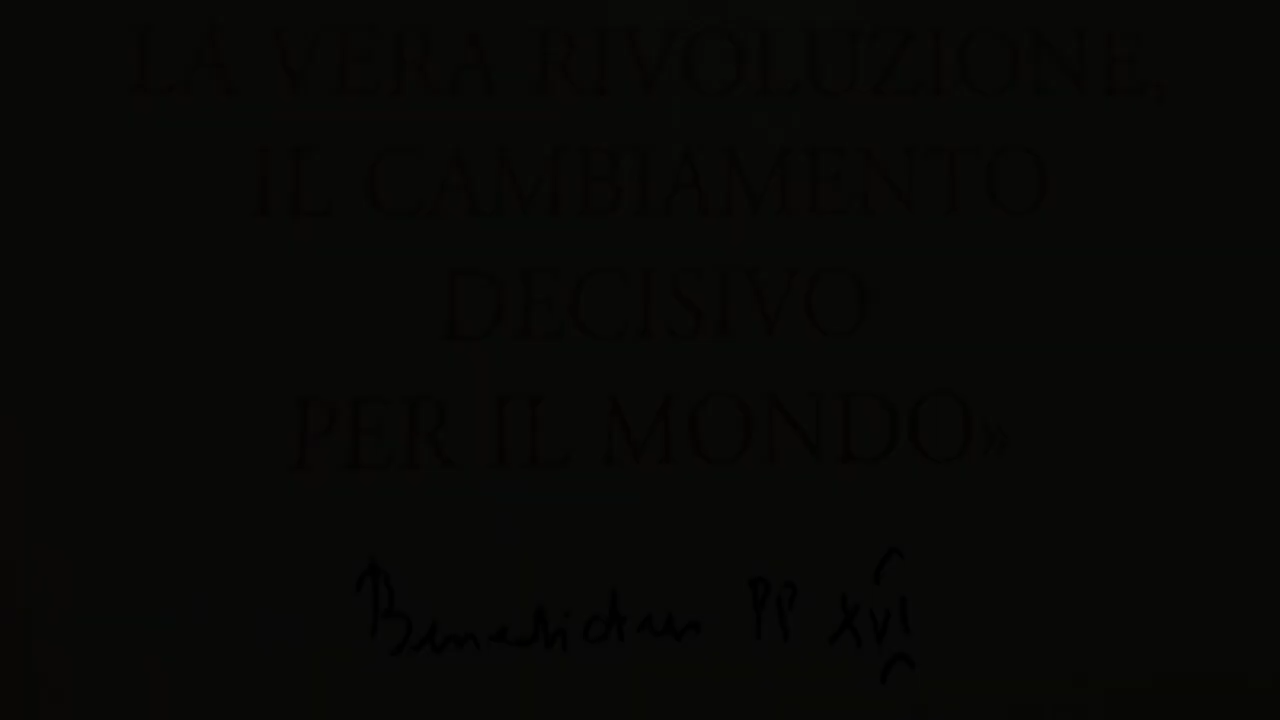 LA VERA RIVOLUZIONE,
IL CAMBIAMENTO
DECISIVO
PER IL MONDO»
Benedictus PP XVI